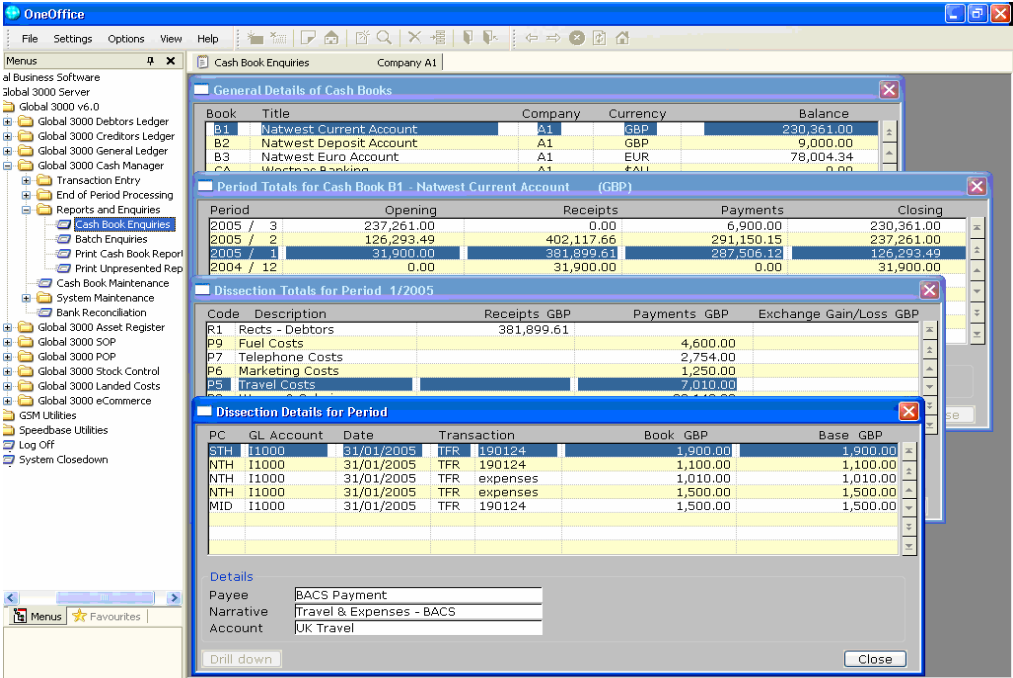 OneOffice
File Settings Options View Help
Menus
Cash Book Enquiries Company A1
al Business Software
Global 3000 Server
Global 3000 v6.0
Global 3000 Debtors Ledger
Global 3000 Creditors Ledger
Global 3000 General Ledger
Global 3000 Cash Manager
Transaction Entry
End of Period Processing
Reports and Enquiries
Cash Book Enquiries
Batch Enquiries
Print Cash Book Report
Print Unpresented Rep
Cash Book Maintenance
System Maintenance
Bank Reconciliation
Global 3000 Asset Register
Global 3000 SOP
Global 3000 POP
Global 3000 Stock Control
Global 3000 Landed Costs
Global 3000 eCommerce
GSM Utilities
Speedbase Utilities
Log Off
System Closedown
Menus Favourites
General Details of Cash Books
Book Title Company Currency Balance
B1 Natwest Current Account A1 GBP 230,361.00
B2 Natwest Deposit Account A1 GBP 9,000.00
B3 Natwest Euro Account A1 EUR 78,004.34
CA Westpac Banking A1 $AU 0.00
Period Totals for Cash Book B1 - Natwest Current Account (GBP)
Period Opening Receipts Payments Closing
2005 / 3 237,261.00 0.00 6,900.00 230,361.00
2005 / 2 126,293.49 402,117.66 291,150.15 237,261.00
2005 / 1 31,900.00 381,899.61 287,506.12 126,293.49
2004 / 12 0.00 31,900.00 0.00 31,900.00
Dissection Totals for Period 1/2005
Code Description Receipts GBP Payments GBP Exchange Gain/Loss GBP
R1 Rects - Debtors 381,899.61
P9 Fuel Costs 4,600.00
P7 Telephone Costs 2,754.00
P6 Marketing Costs 1,250.00
P5 Travel Costs 7,010.00
se
Dissection Details for Period
PC GL Account Date Transaction Book GBP Base GBP
STH I1000 31/01/2005 TFR 190124 1,900.00 1,900.00
NTH I1000 31/01/2005 TFR 190124 1,100.00 1,100.00
NTH I1000 31/01/2005 TFR expenses 1,010.00 1,010.00
NTH I1000 31/01/2005 TFR expenses 1,500.00 1,500.00
MID I1000 31/01/2005 TFR 190124 1,500.00 1,500.00
Details
Payee BACS Payment
Narrative Travel & Expenses - BACS
Account UK Travel
Drill down Close